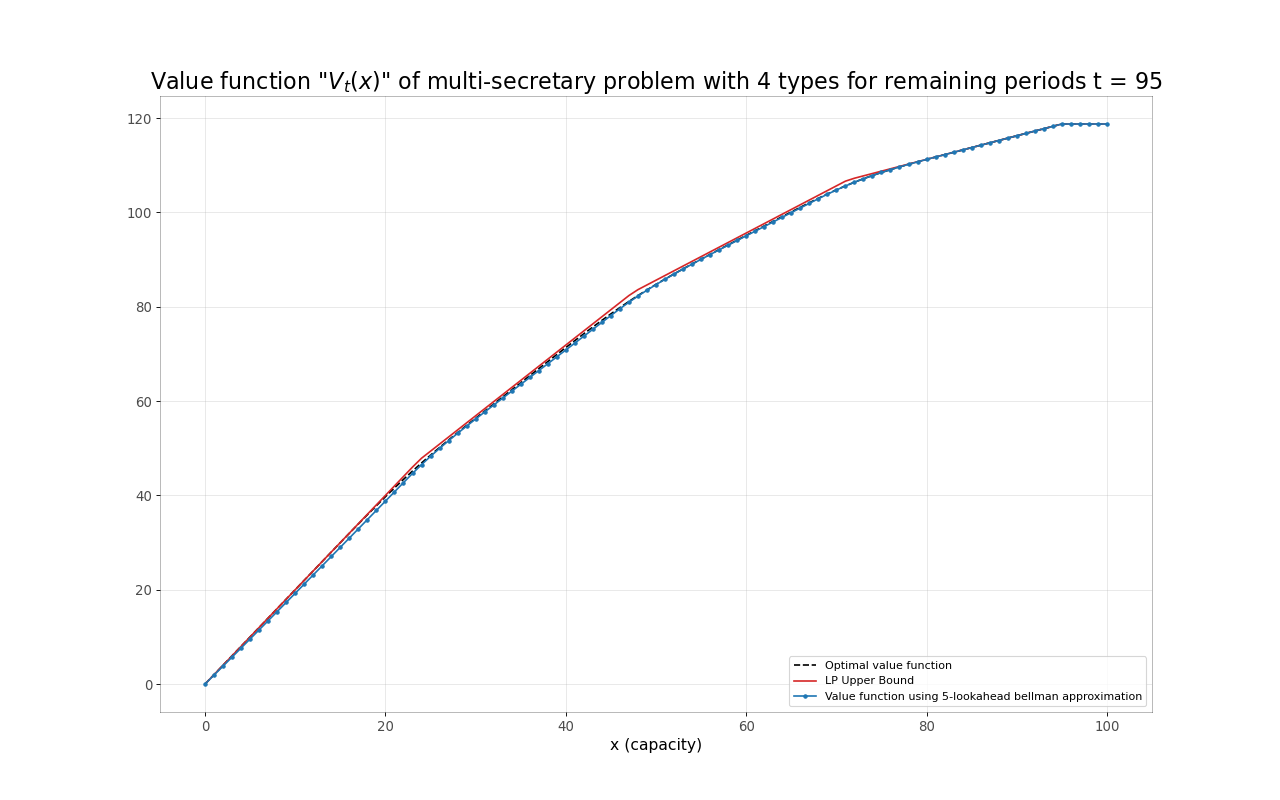 Value function "V_t(x)" of multi-secretary problem with 4 types for remaining periods t = 95
120
100
80
60
40
20
0
Optimal value function
LP Upper Bound
Value function using 5-lookahead bellman approximation
0 20 40 60 80 100
x (capacity)